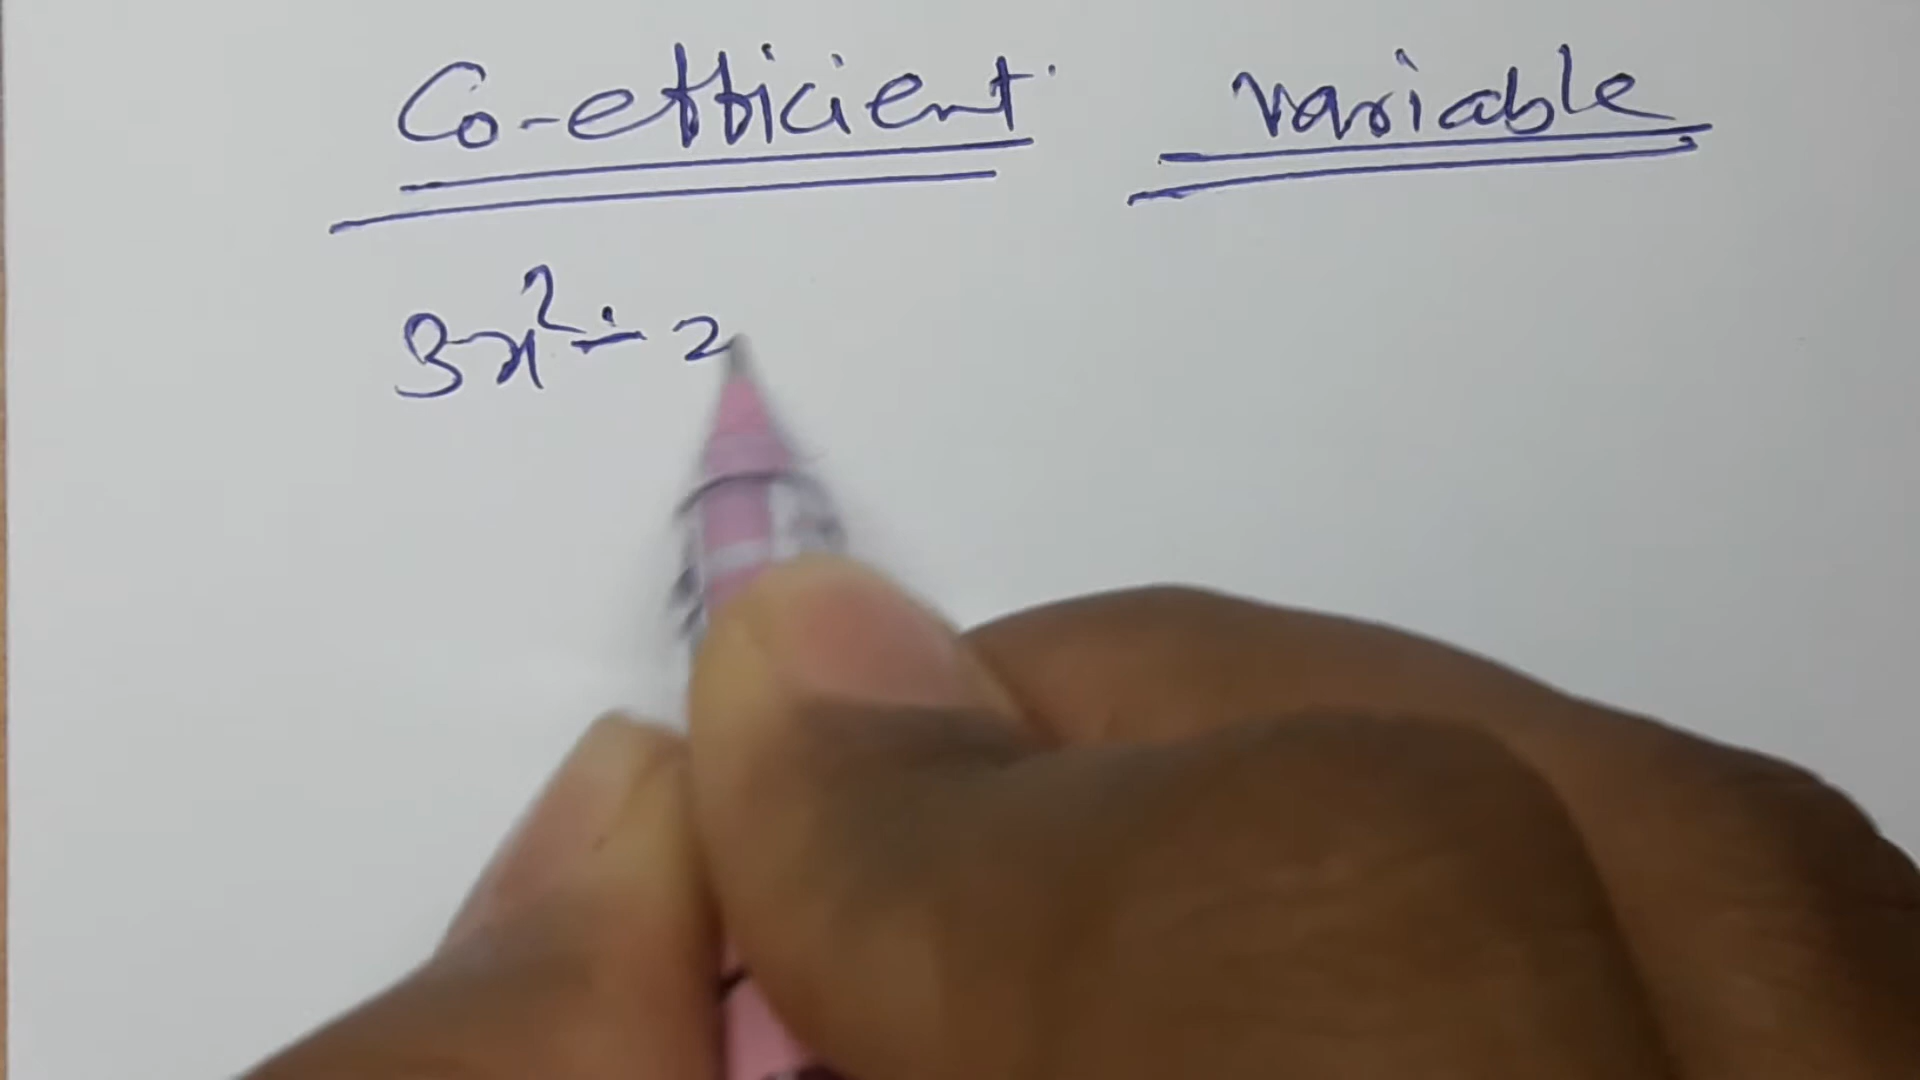 Co-efficient variable
3x² - 2